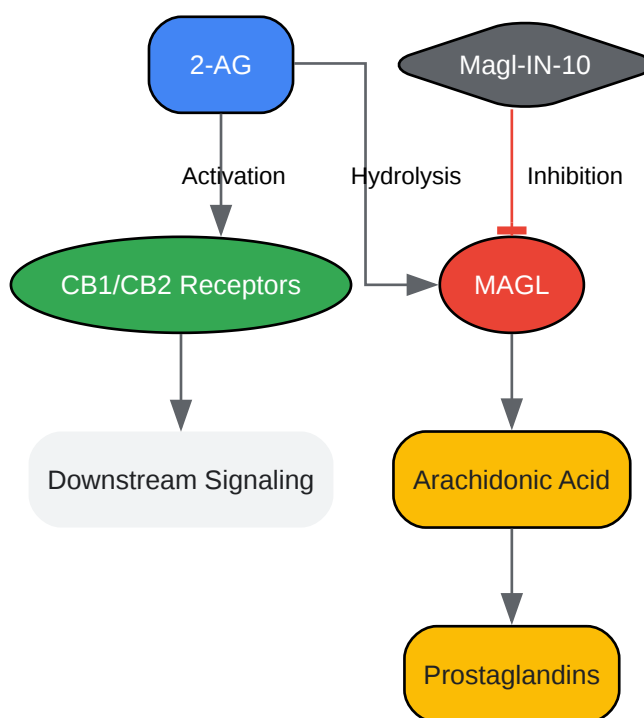 2-AG
Magl-IN-10
Activation
Hydrolysis
Inhibition
CB1/CB2 Receptors
MAGL
Downstream Signaling
Arachidonic Acid
Prostaglandins